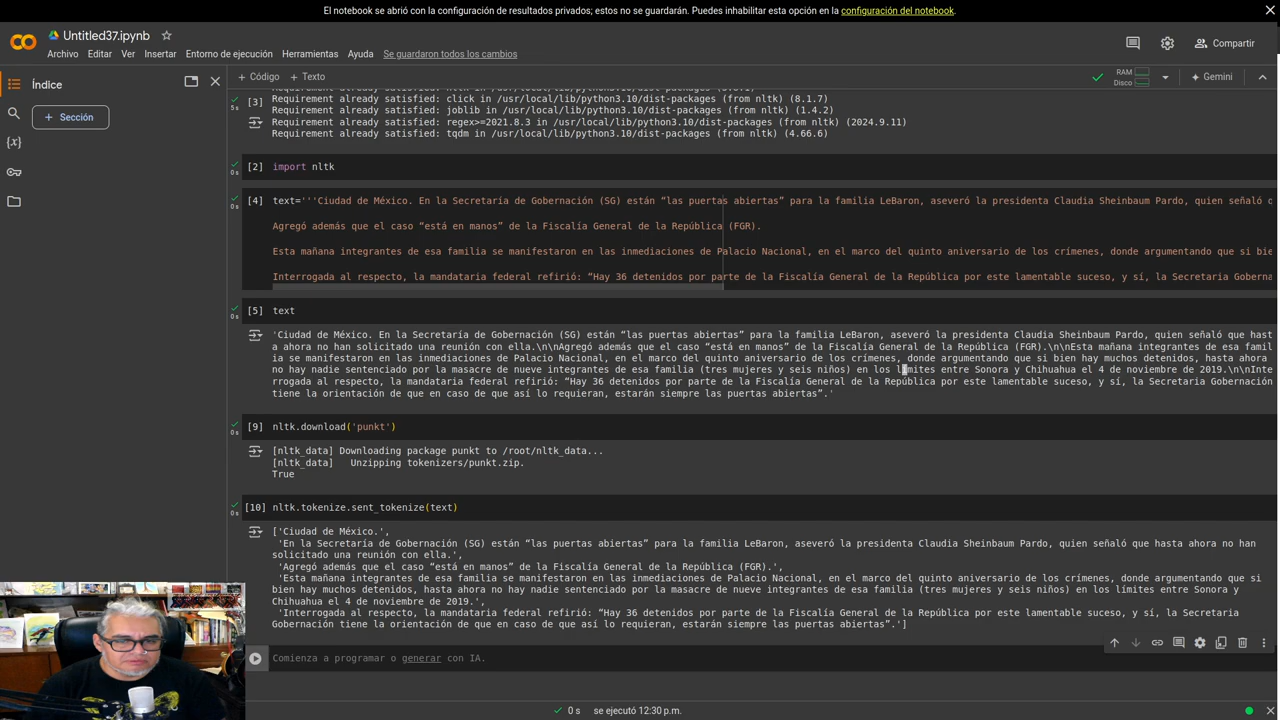 El notebook se abrió con la configuración de resultados privados; estos no se guardarán. Puedes inhabilitar esta opción en la configuración del notebook.
Untitled37.ipynb
Archivo Editar Ver Insertar Entorno de ejecución Herramientas Ayuda Se guardaron todos los cambios
Compartir
Índice
+ Código + Texto
RAM
Disco
Gemini
+ Sección
[3]
5 s
Requirement already satisfied: click in /usr/local/lib/python3.10/dist-packages (from nltk) (8.1.7)
Requirement already satisfied: joblib in /usr/local/lib/python3.10/dist-packages (from nltk) (1.4.2)
Requirement already satisfied: regex>=2021.8.3 in /usr/local/lib/python3.10/dist-packages (from nltk) (2024.9.11)
Requirement already satisfied: tqdm in /usr/local/lib/python3.10/dist-packages (from nltk) (4.66.6)
[2] import nltk
0 s
[4] text='''Ciudad de México. En la Secretaría de Gobernación (SG) están “las puertas abiertas” para la familia LeBaron, aseveró la presidenta Claudia Sheinbaum Pardo, quien señaló q
0 s
Agregó además que el caso “está en manos” de la Fiscalía General de la República (FGR).
Esta mañana integrantes de esa familia se manifestaron en las inmediaciones de Palacio Nacional, en el marco del quinto aniversario de los crímenes, donde argumentando que si bie
Interrogada al respecto, la mandataria federal refirió: “Hay 36 detenidos por parte de la Fiscalía General de la República por este lamentable suceso, y sí, la Secretaria Goberna
[5] text
0 s
'Ciudad de México. En la Secretaría de Gobernación (SG) están “las puertas abiertas” para la familia LeBaron, aseveró la presidenta Claudia Sheinbaum Pardo, quien señaló que hast
a ahora no han solicitado una reunión con ella.\n\nAgregó además que el caso “está en manos” de la Fiscalía General de la República (FGR).\n\nEsta mañana integrantes de esa famil
ia se manifestaron en las inmediaciones de Palacio Nacional, en el marco del quinto aniversario de los crímenes, donde argumentando que si bien hay muchos detenidos, hasta ahora
no hay nadie sentenciado por la masacre de nueve integrantes de esa familia (tres mujeres y seis niños) en los límites entre Sonora y Chihuahua el 4 de noviembre de 2019.\n\nInte
rrogada al respecto, la mandataria federal refirió: “Hay 36 detenidos por parte de la Fiscalía General de la República por este lamentable suceso, y sí, la Secretaria Gobernación
tiene la orientación de que en caso de que así lo requieran, estarán siempre las puertas abiertas”.'
[9] nltk.download('punkt')
0 s
[nltk_data] Downloading package punkt to /root/nltk_data...
[nltk_data]   Unzipping tokenizers/punkt.zip.
True
[10] nltk.tokenize.sent_tokenize(text)
0 s
['Ciudad de México.',
'En la Secretaría de Gobernación (SG) están “las puertas abiertas” para la familia LeBaron, aseveró la presidenta Claudia Sheinbaum Pardo, quien señaló que hasta ahora no han
solicitado una reunión con ella.',
'Agregó además que el caso “está en manos” de la Fiscalía General de la República (FGR).',
'Esta mañana integrantes de esa familia se manifestaron en las inmediaciones de Palacio Nacional, en el marco del quinto aniversario de los crímenes, donde argumentando que si
bien hay muchos detenidos, hasta ahora no hay nadie sentenciado por la masacre de nueve integrantes de esa familia (tres mujeres y seis niños) en los límites entre Sonora y
Chihuahua el 4 de noviembre de 2019.',
'Interrogada al respecto, la mandataria federal refirió: “Hay 36 detenidos por parte de la Fiscalía General de la República por este lamentable suceso, y sí, la Secretaria
Gobernación tiene la orientación de que en caso de que así lo requieran, estarán siempre las puertas abiertas”.']
Comienza a programar o generar con IA.
0 s se ejecutó 12:30 p.m.